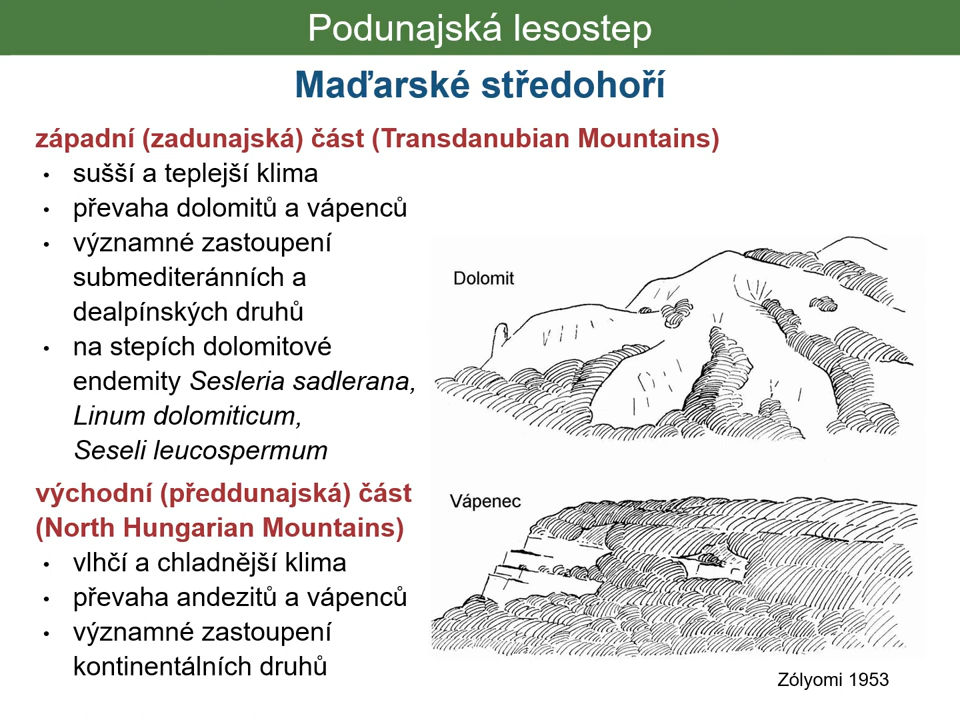 Podunajská lesostep
Maďarské středohoří
západní (zadunajská) část (Transdanubian Mountains)
• sušší a teplejší klima
• převaha dolomitů a vápenců
• významné zastoupení
submediteránních a
dealpínských druhů
• na stepích dolomitové
endemity Sesleria sadlerana,
Linum dolomiticum,
Seseli leucospermum
východní (předdunajská) část
(North Hungarian Mountains)
• vlhčí a chladnější klima
• převaha andezitů a vápenců
• významné zastoupení
kontinentálních druhů
Dolomit
Vápenec
Zólyomi 1953